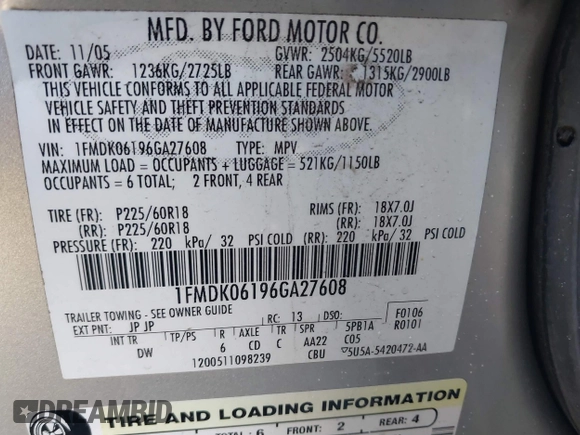 MFD. BY FORD MOTOR CO.
DATE: 11/05 GVWR: 2504KG/5520LB
FRONT GAWR: 1236KG/2725LB REAR GAWR: 1315KG/2900LB
THIS VEHICLE CONFORMS TO ALL APPLICABLE FEDERAL MOTOR
VEHICLE SAFETY AND THEFT PREVENTION STANDARDS
IN EFFECT ON THE DATE OF MANUFACTURE SHOWN ABOVE.
VIN: 1FMDK06196GA27608 TYPE: MPV
MAXIMUM LOAD = OCCUPANTS + LUGGAGE = 521KG/1150LB
OCCUPANTS = 6 TOTAL; 2 FRONT, 4 REAR
TIRE (FR): P225/60R18 RIMS (FR): 18X7.0J
(RR): P225/60R18 (RR): 18X7.0J
PRESSURE (FR): 220 kPa/ 32 PSI COLD (RR): 220 kPa/ 32 PSI COLD
1FMDK06196GA27608
TRAILER TOWING - SEE OWNER GUIDE
EXT PNT: JP JP RC: 13 DSO: F0106
INT TR TP/PS R AXLE TR SPR 5PB1A R0101
DW 6 CD C AA22 C05
1200511098239 CBU 5U5A-5420472-AA
TIRE AND LOADING INFORMATION
TOTAL: 6 FRONT: 2 REAR: 4
DREAMBID